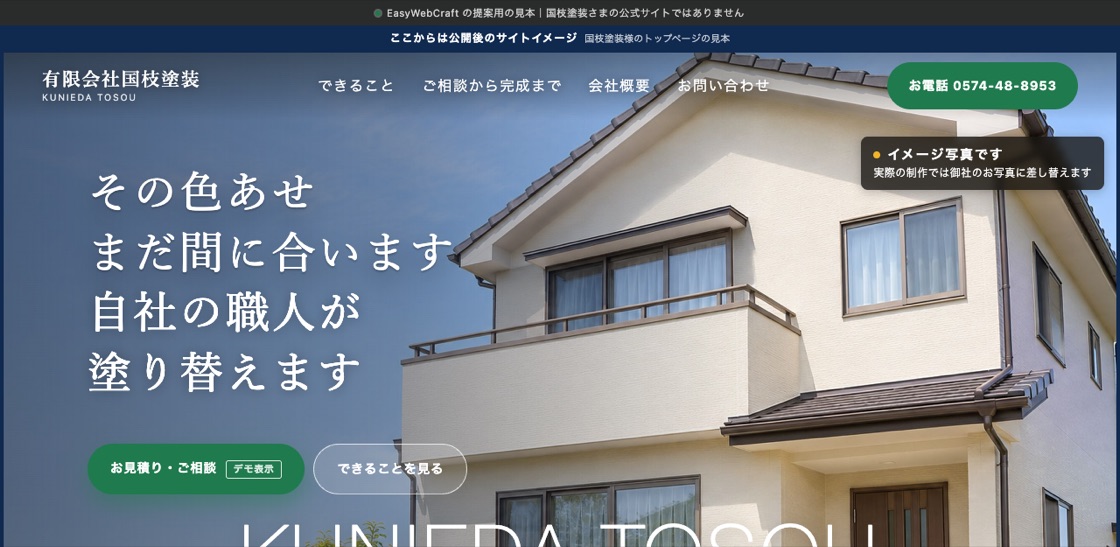 EasyWebCraft の提案用の見本｜国枝塗装さまの公式サイトではありません
ここからは公開後のサイトイメージ 国枝塗装様のトップページの見本
有限会社国枝塗装
KUNIEDA TOSOU
できること ご相談から完成まで 会社概要 お問い合わせ
お電話 0574-48-8953
イメージ写真です
実際の制作では御社のお写真に差し替えます
その色あせ
まだ間に合います
自社の職人が
塗り替えます
お見積り・ご相談 デモ表示
できることを見る
KUNIEDA TOSOU